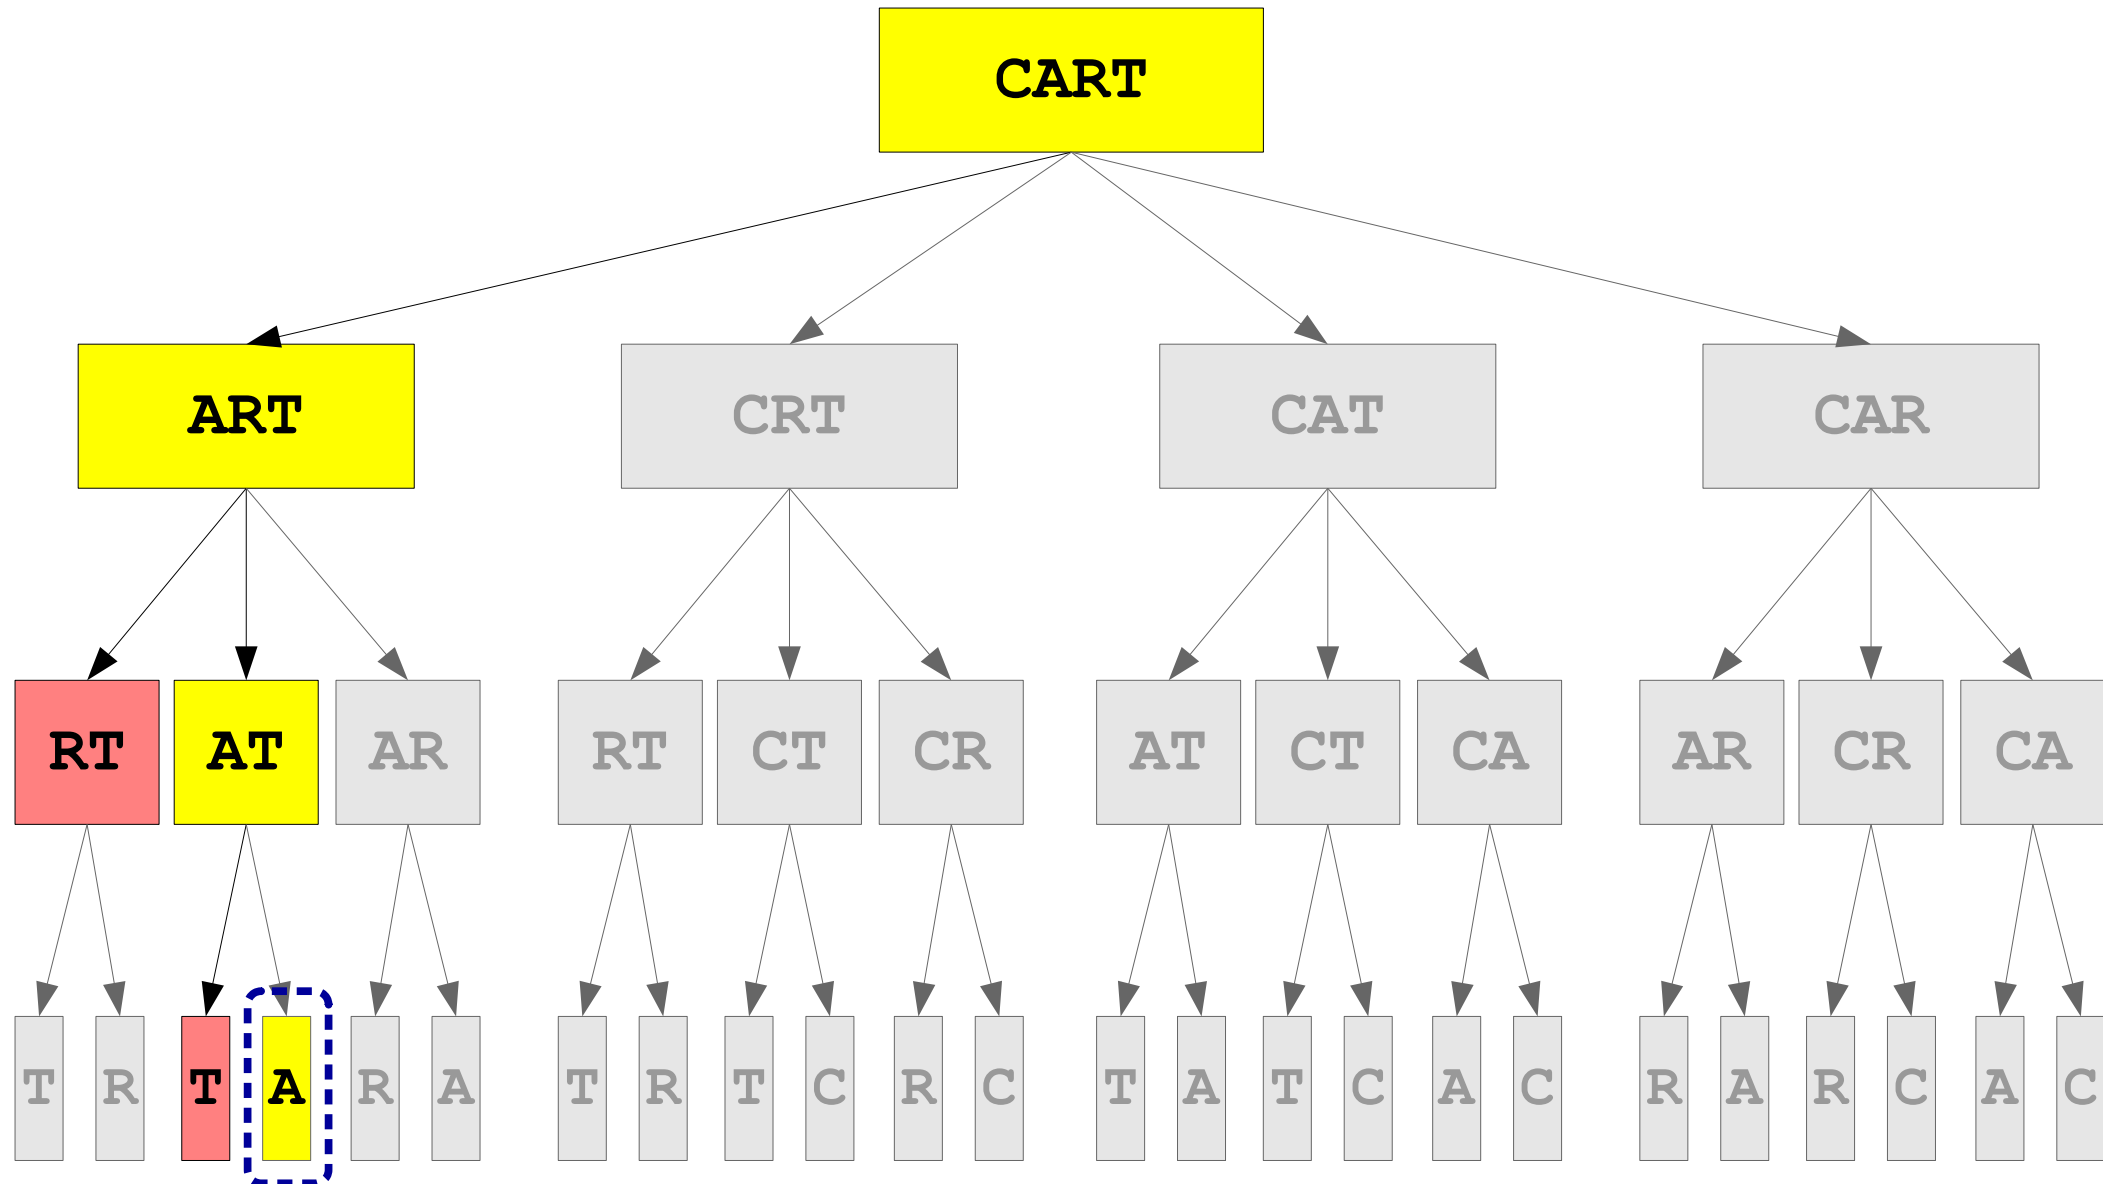 CART
ART CRT CAT CAR
RT AT AR RT CT CR AT CT CA AR CR CA
T R T A R A T R T C R C T A T C A C R A R C A C